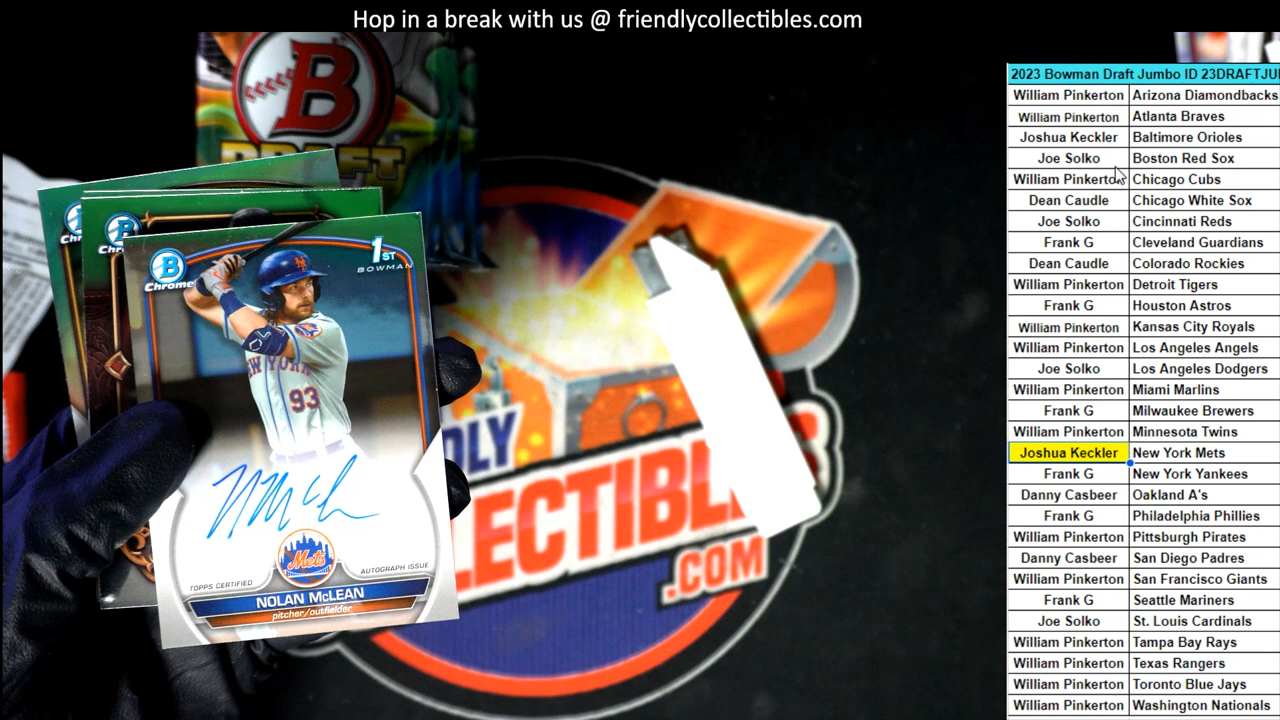 Hop in a break with us @ friendlycollectibles.com
B
DRAFT
B
Chrome
1ST
BOWMAN
NEW YORK
93
Mets
TOPPS CERTIFIED
AUTOGRAPH ISSUE
NOLAN McLEAN
pitcher/outfielder
DLY
LECTIBL S
.COM
2023 Bowman Draft Jumbo ID 23DRAFTJU
William Pinkerton Arizona Diamondbacks
William Pinkerton Atlanta Braves
Joshua Keckler Baltimore Orioles
Joe Solko Boston Red Sox
William Pinkerton Chicago Cubs
Dean Caudle Chicago White Sox
Joe Solko Cincinnati Reds
Frank G Cleveland Guardians
Dean Caudle Colorado Rockies
William Pinkerton Detroit Tigers
Frank G Houston Astros
William Pinkerton Kansas City Royals
William Pinkerton Los Angeles Angels
Joe Solko Los Angeles Dodgers
William Pinkerton Miami Marlins
Frank G Milwaukee Brewers
William Pinkerton Minnesota Twins
Joshua Keckler New York Mets
Frank G New York Yankees
Danny Casbeer Oakland A's
Frank G Philadelphia Phillies
William Pinkerton Pittsburgh Pirates
Danny Casbeer San Diego Padres
William Pinkerton San Francisco Giants
Frank G Seattle Mariners
Joe Solko St. Louis Cardinals
William Pinkerton Tampa Bay Rays
William Pinkerton Texas Rangers
William Pinkerton Toronto Blue Jays
William Pinkerton Washington Nationals